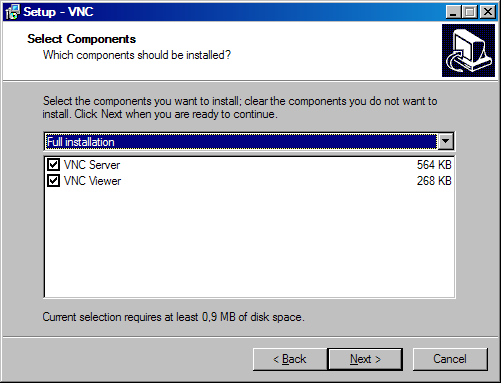 Setup - VNC
Select Components
Which components should be installed?
Select the components you want to install; clear the components you do not want to
install. Click Next when you are ready to continue.
Full installation
VNC Server 564 KB
VNC Viewer 268 KB
Current selection requires at least 0,9 MB of disk space.
< Back Next > Cancel